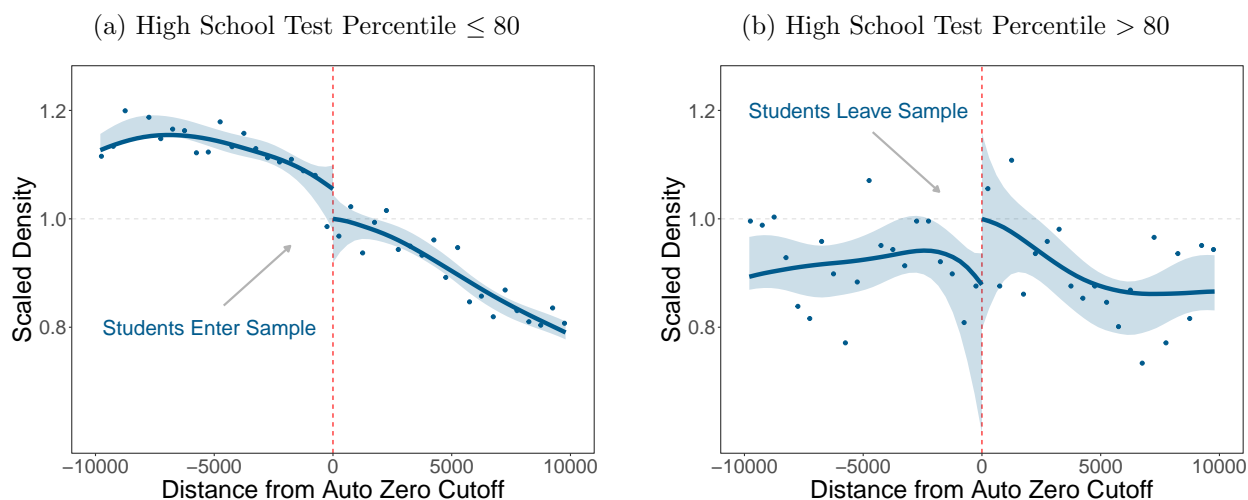 (a) High School Test Percentile ≤ 80
1.2
1.0
0.8
Scaled Density
Students Enter Sample
−10000 −5000 0 5000 10000
Distance from Auto Zero Cutoff
(b) High School Test Percentile > 80
1.2
1.0
0.8
Scaled Density
Students Leave Sample
−10000 −5000 0 5000 10000
Distance from Auto Zero Cutoff